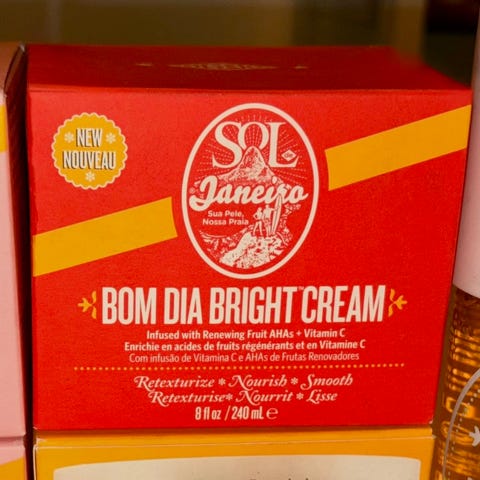 NEW
NOUVEAU
SOL
de
Janeiro
Sua Pele,
Nossa Praia
BOM DIA BRIGHT™ CREAM
Infused with Renewing Fruit AHAs + Vitamin C
Enrichie en acides de fruits régénérants et en Vitamine C
Com infusão de Vitamina C e AHAs de Frutas Renovadores
Retexturize * Nourish * Smooth
Retexturise * Nourrit * Lisse
8 fl oz / 240 mL ℮